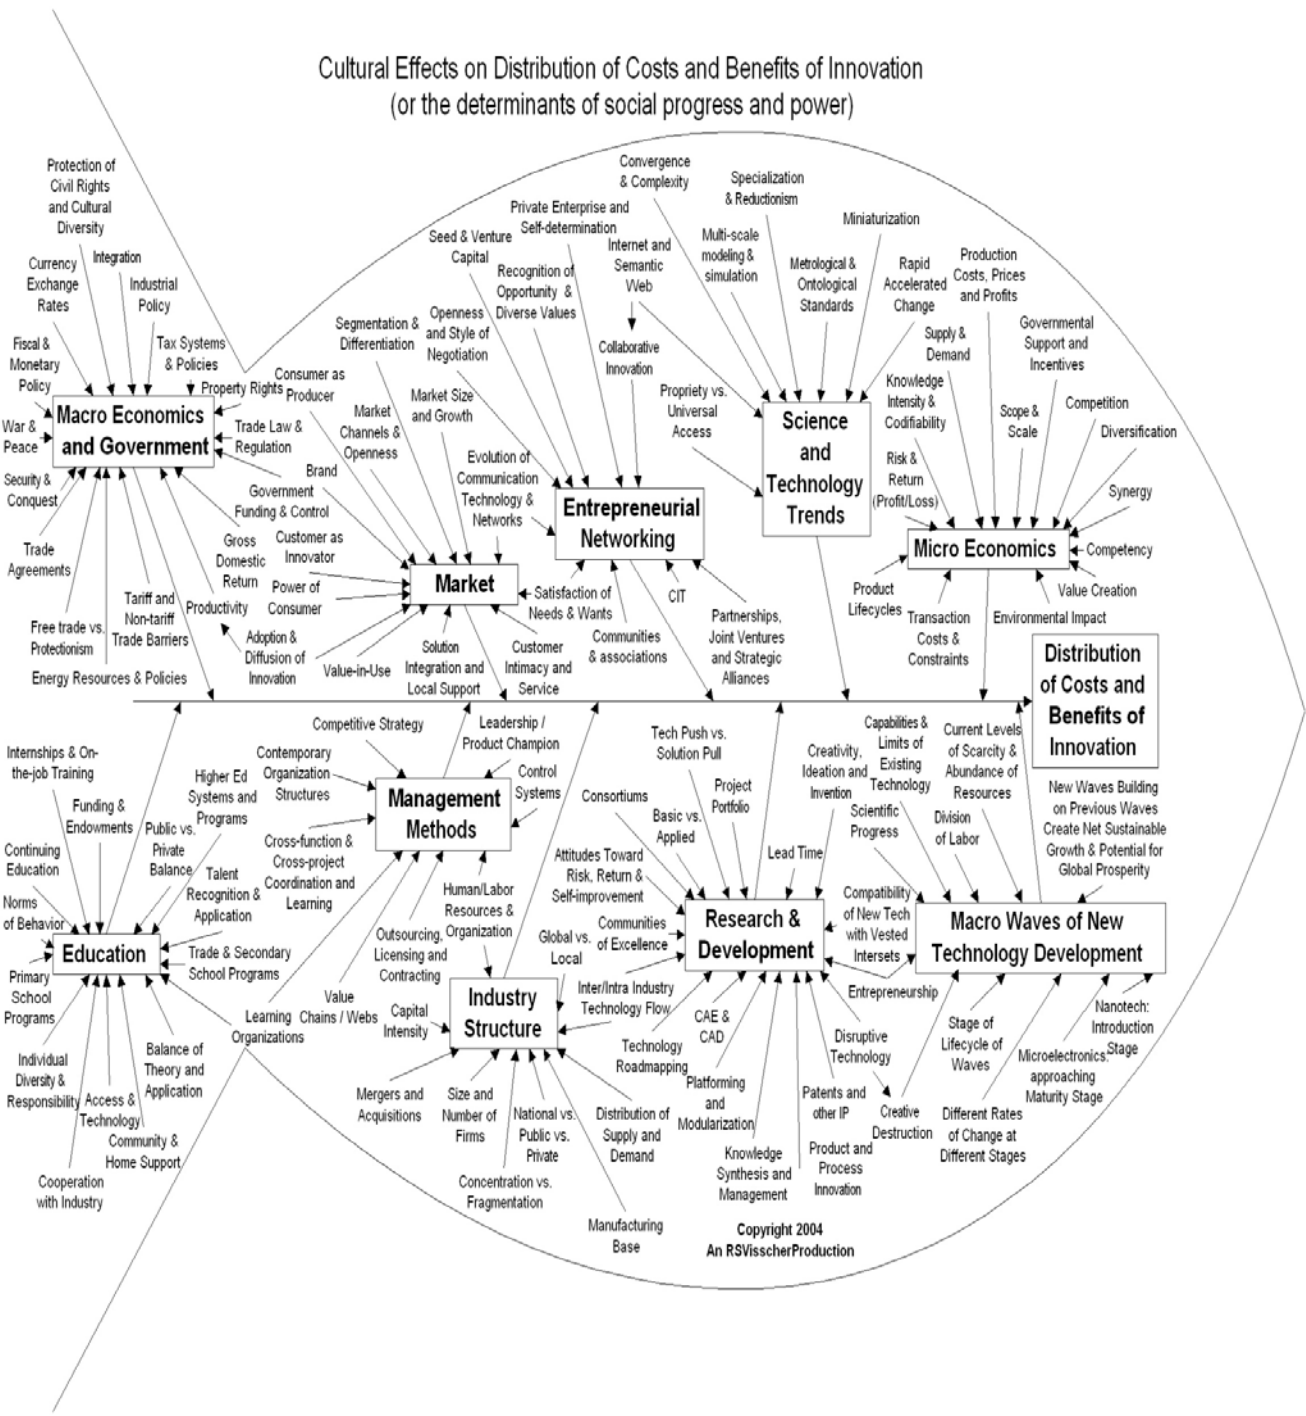 Cultural Effects on Distribution of Costs and Benefits of Innovation
(or the determinants of social progress and power)
Protection of
Civil Rights
and Cultural
Diversity
Integration
Currency
Exchange
Rates
Industrial
Policy
Fiscal &
Monetary
Policy
Tax Systems
& Policies
Property Rights
War &
Peace
Macro Economics
and Government
Trade Law &
Regulation
Security &
Conquest
Government
Funding & Control
Trade
Agreements
Gross
Domestic
Return
Free trade vs.
Protectionism
Tariff and
Non-tariff
Trade Barriers
Productivity
Energy Resources & Policies
Adoption &
Diffusion of
Innovation
Segmentation &
Differentiation
Consumer as
Producer
Market
Channels &
Openness
Market Size
and Growth
Brand
Customer as
Innovator
Power of
Consumer
Market
Value-in-Use
Solution
Integration and
Local Support
Customer
Intimacy and
Service
Satisfaction of
Needs & Wants
Evolution of
Communication
Technology &
Networks
Openness
and Style of
Negotiation
Seed & Venture
Capital
Recognition of
Opportunity &
Diverse Values
Private Enterprise and
Self-determination
Internet and
Semantic
Web
Collaborative
Innovation
Entrepreneurial
Networking
CIT
Communities
& associations
Partnerships,
Joint Ventures
and Strategic
Alliances
Convergence
& Complexity
Specialization
& Reductionism
Multi-scale
modeling &
simulation
Miniaturization
Metrological &
Ontological
Standards
Rapid
Accelerated
Change
Propriety vs.
Universal
Access
Science
and
Technology
Trends
Production
Costs, Prices
and Profits
Supply &
Demand
Governmental
Support and
Incentives
Knowledge
Intensity &
Codifiability
Scope &
Scale
Competition
Diversification
Risk &
Return
(Profit/Loss)
Synergy
Micro Economics
Competency
Product
Lifecycles
Value Creation
Transaction
Costs &
Constraints
Environmental Impact
Distribution
of Costs and
Benefits of
Innovation
Internships & On-
the-job Training
Funding &
Endowments
Higher Ed
Systems and
Programs
Public vs.
Private
Balance
Continuing
Education
Talent
Recognition &
Application
Norms
of Behavior
Education
Trade & Secondary
School Programs
Primary
School
Programs
Individual
Diversity &
Responsibility
Access &
Technology
Balance of
Theory and
Application
Community &
Home Support
Cooperation
with Industry
Learning
Organizations
Competitive Strategy
Leadership /
Product Champion
Contemporary
Organization
Structures
Control
Systems
Management
Methods
Cross-function &
Cross-project
Coordination and
Learning
Value
Chains / Webs
Outsourcing,
Licensing and
Contracting
Human/Labor
Resources &
Organization
Global vs.
Local
Capital
Intensity
Industry
Structure
Inter/Intra Industry
Technology Flow
Mergers and
Acquisitions
Size and
Number of
Firms
National vs.
Public vs.
Private
Distribution of
Supply and
Demand
Concentration vs.
Fragmentation
Manufacturing
Base
Tech Push vs.
Solution Pull
Consortiums
Basic vs.
Applied
Project
Portfolio
Creativity,
Ideation and
Invention
Lead Time
Attitudes Toward
Risk, Return &
Self-improvement
Communities
of Excellence
Research &
Development
Technology
Roadmapping
CAE &
CAD
Platforming
and
Modularization
Knowledge
Synthesis and
Management
Product and
Process
Innovation
Patents and
other IP
Disruptive
Technology
Creative
Destruction
Entrepreneurship
Compatibility
of New Tech
with Vested
Intersets
Scientific
Progress
Capabilities &
Limits of
Existing
Technology
Current Levels
of Scarcity &
Abundance of
Resources
Division
of Labor
New Waves Building
on Previous Waves
Create Net Sustainable
Growth & Potential for
Global Prosperity
Macro Waves of New
Technology Development
Stage of
Lifecycle of
Waves
Different Rates
of Change at
Different Stages
Microelectronics:
approaching
Maturity Stage
Nanotech:
Introduction
Stage
Copyright 2004
An RSVisscherProduction